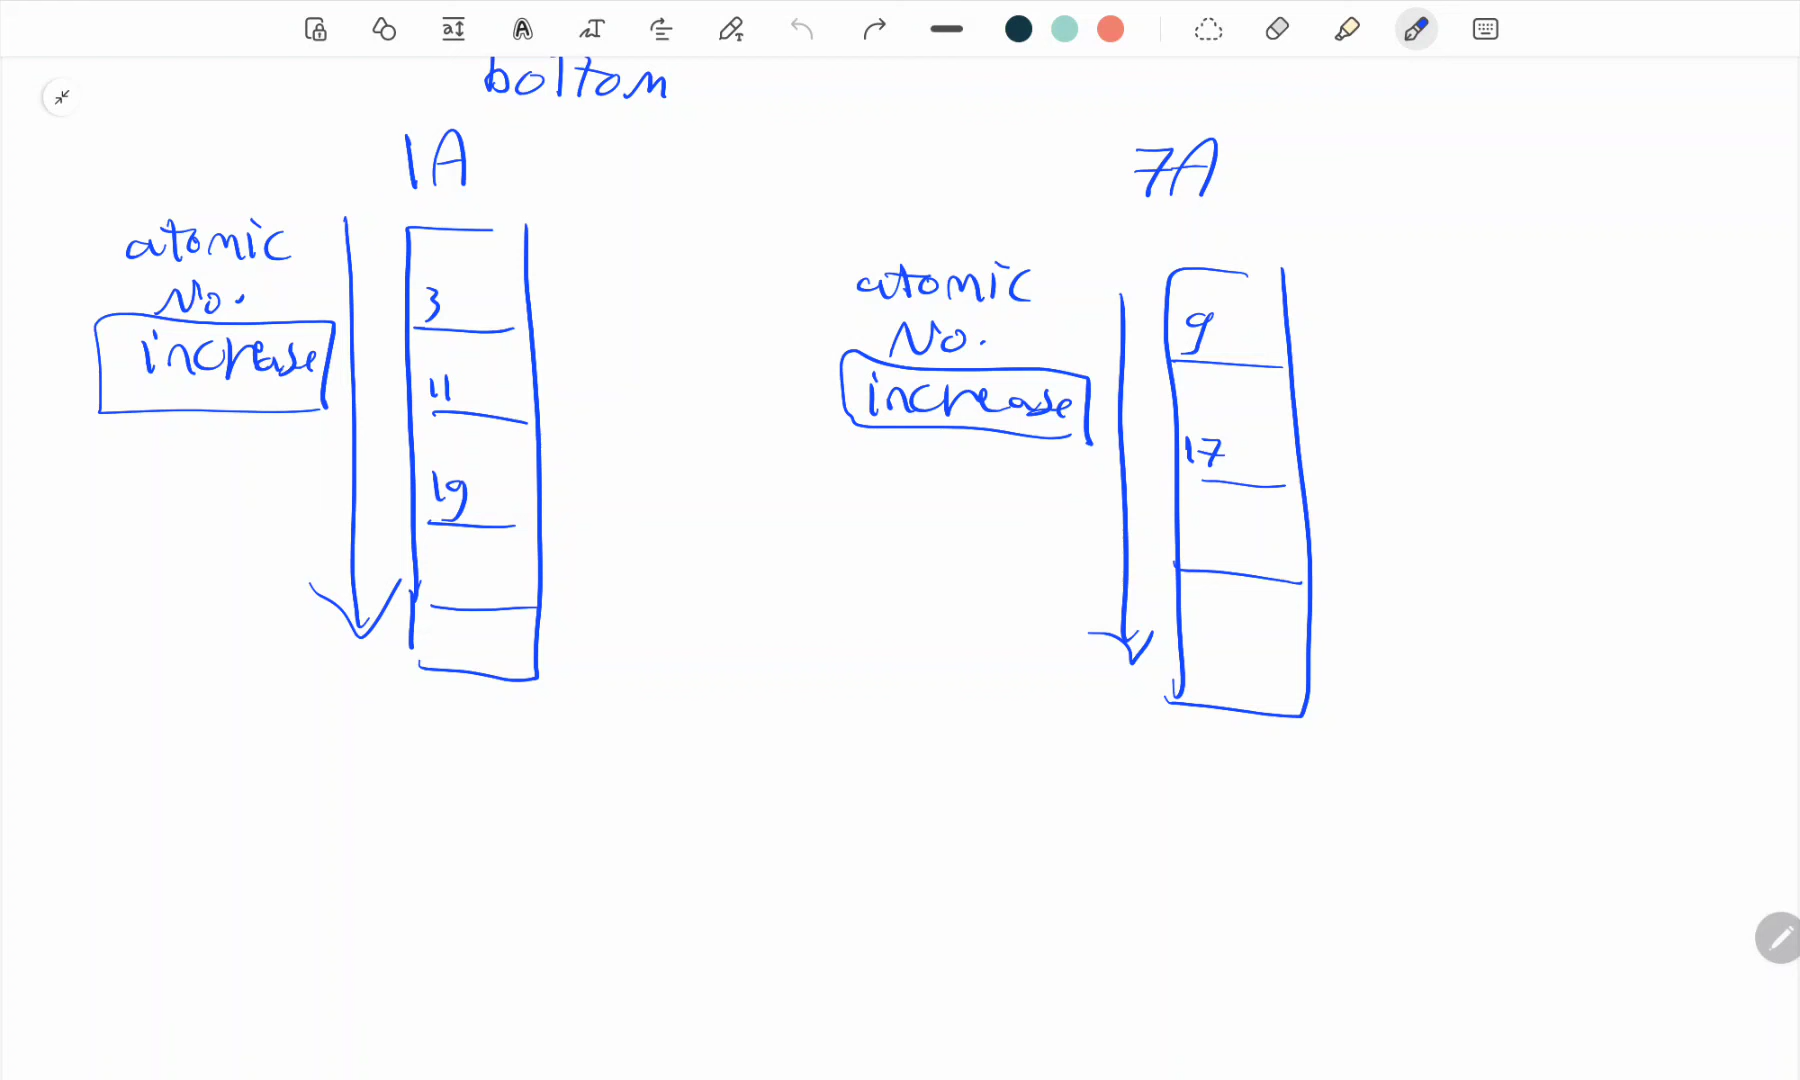 bottom
1A
7A
atomic
No.
increase
3
11
19
atomic
No.
increase
9
17